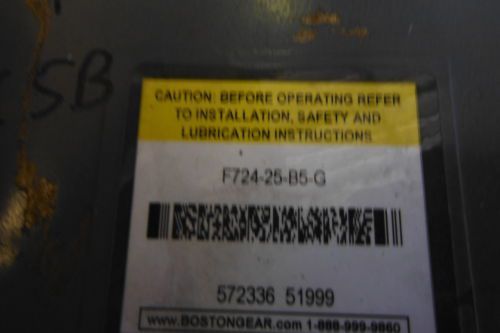 5B
CAUTION: BEFORE OPERATING REFER
TO INSTALLATION, SAFETY AND
LUBRICATION INSTRUCTIONS
F724-25-B5-G
572336 51999
www.BOSTONGEAR.com 1-888-999-9860